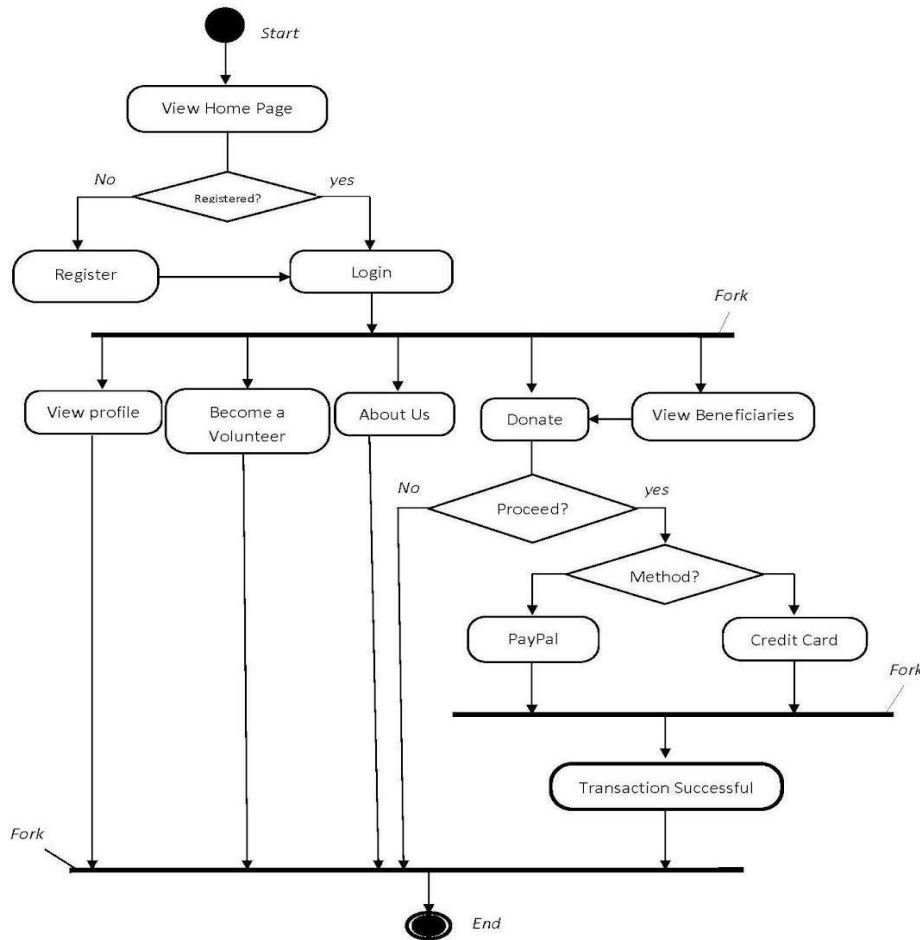 Start
View Home Page
No
yes
Registered?
Register
Login
Fork
View profile
Become a
Volunteer
About Us
Donate
View Beneficiaries
No
yes
Proceed?
Method?
PayPal
Credit Card
Fork
Transaction Successful
Fork
End